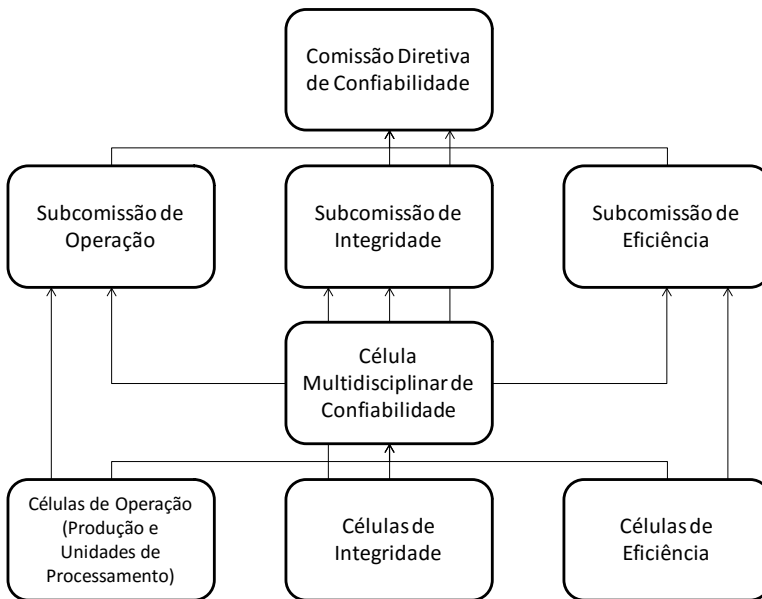 Comissão Diretiva
de Confiabilidade
Subcomissão de
Operação
Subcomissão de
Integridade
Subcomissão de
Eficiência
Célula
Multidisciplinar de
Confiabilidade
Células de Operação
(Produção e
Unidades de
Processamento)
Células de
Integridade
Células de
Eficiência